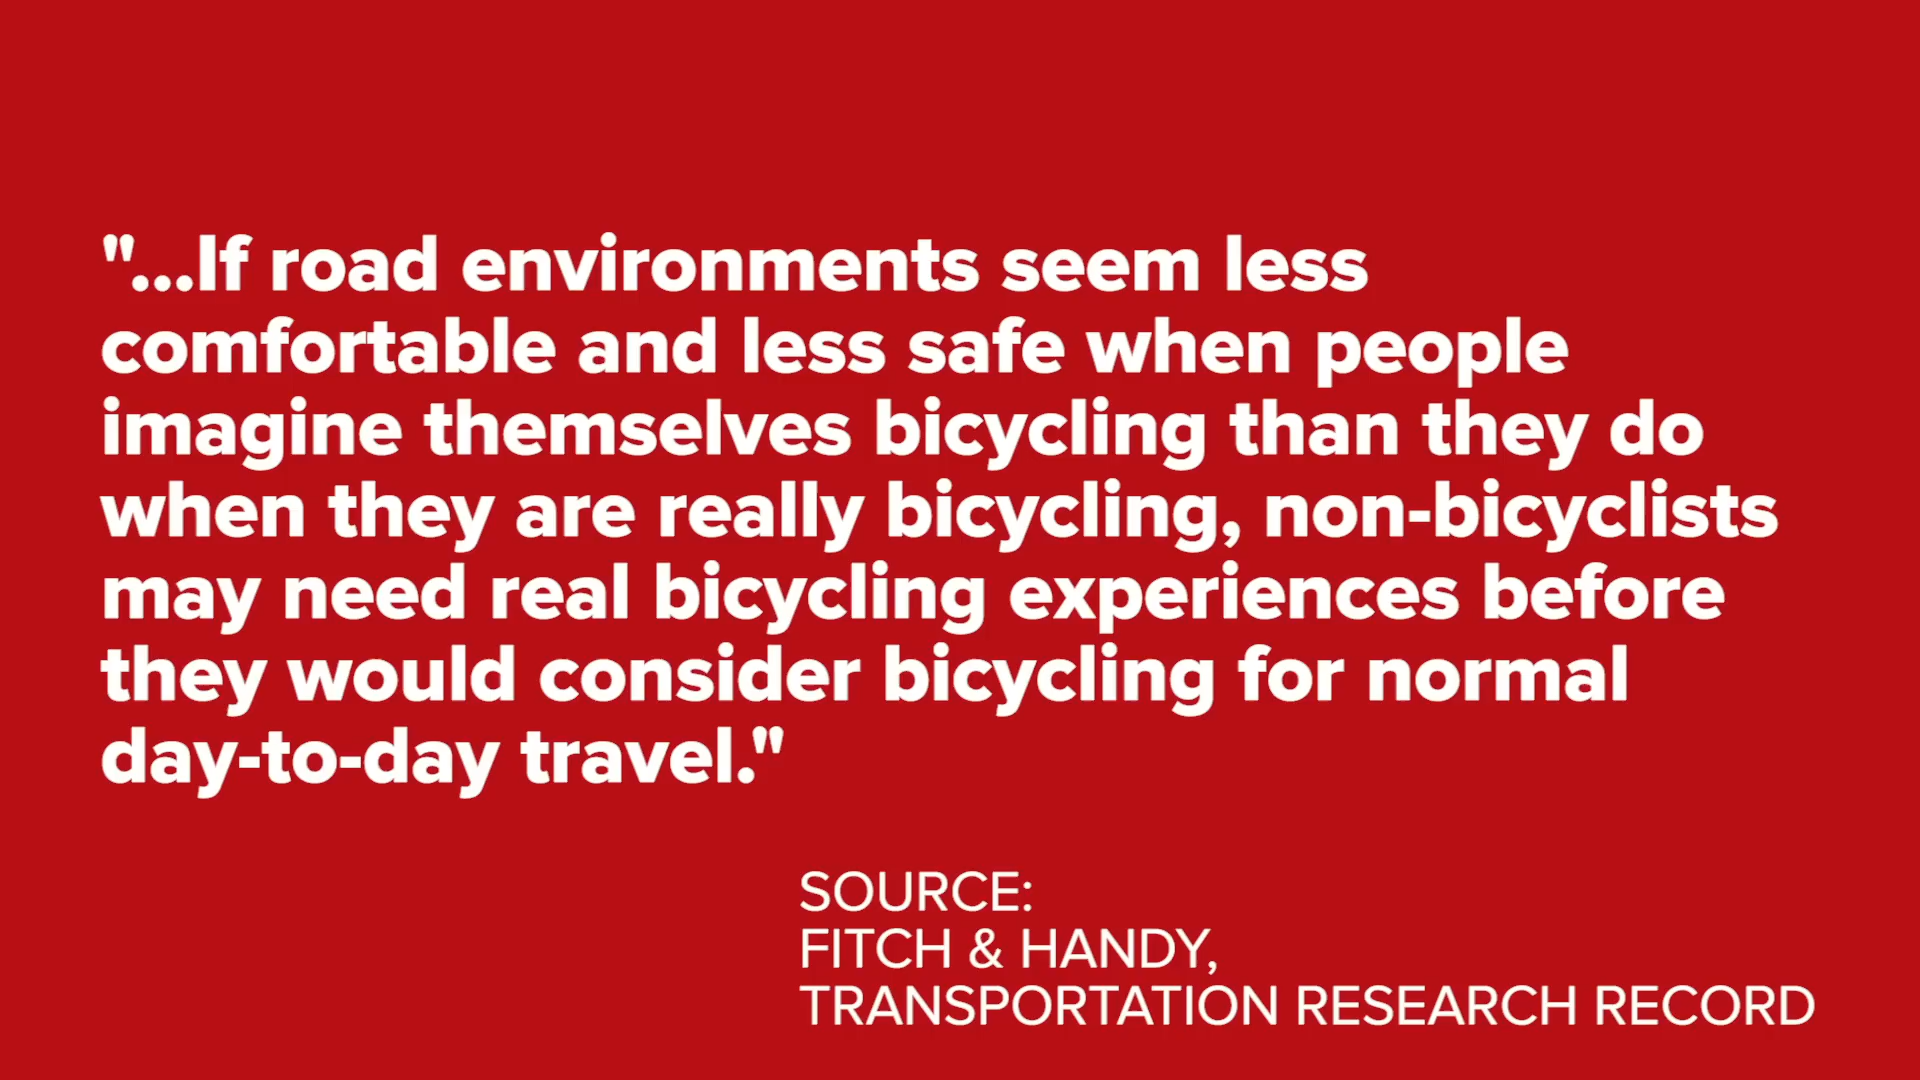 "...If road environments seem less
comfortable and less safe when people
imagine themselves bicycling than they do
when they are really bicycling, non-bicyclists
may need real bicycling experiences before
they would consider bicycling for normal
day-to-day travel."
SOURCE:
FITCH & HANDY,
TRANSPORTATION RESEARCH RECORD